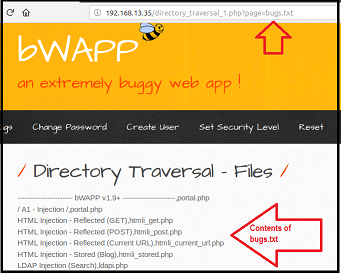 192.168.13.35/directory_traversal_1.php?page=bugs.txt
bWAPP
an extremely buggy web app !
gs Change Password Create User Set Security Level Reset
/ Directory Traversal - Files /
---------------------- bWAPP v1.9+ ---------------------,portal.php
/ A1 - Injection /,portal.php
HTML Injection - Reflected (GET),htmli_get.php
HTML Injection - Reflected (POST),htmli_post.php
HTML Injection - Reflected (Current URL),htmli_current_url.php
HTML Injection - Stored (Blog),htmli_stored.php
LDAP Injection (Search),ldapi.php
Contents of
bugs.txt